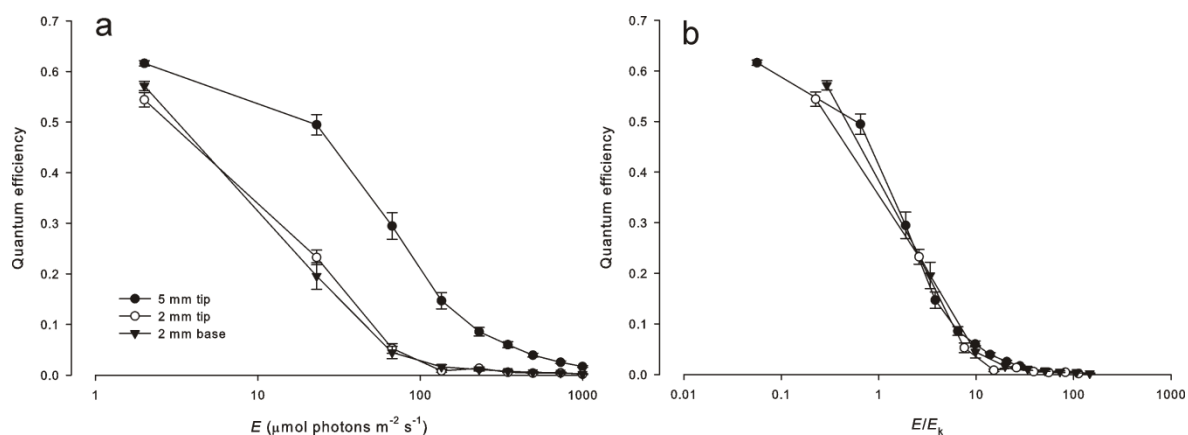 a
Quantum efficiency
0.7
0.6
0.5
0.4
0.3
0.2
0.1
0.0
5 mm tip
2 mm tip
2 mm base
1
10
100
1000
E (μmol photons m⁻² s⁻¹)
b
Quantum efficiency
0.7
0.6
0.5
0.4
0.3
0.2
0.1
0.0
0.01
0.1
1
10
100
1000
E/Eₖ